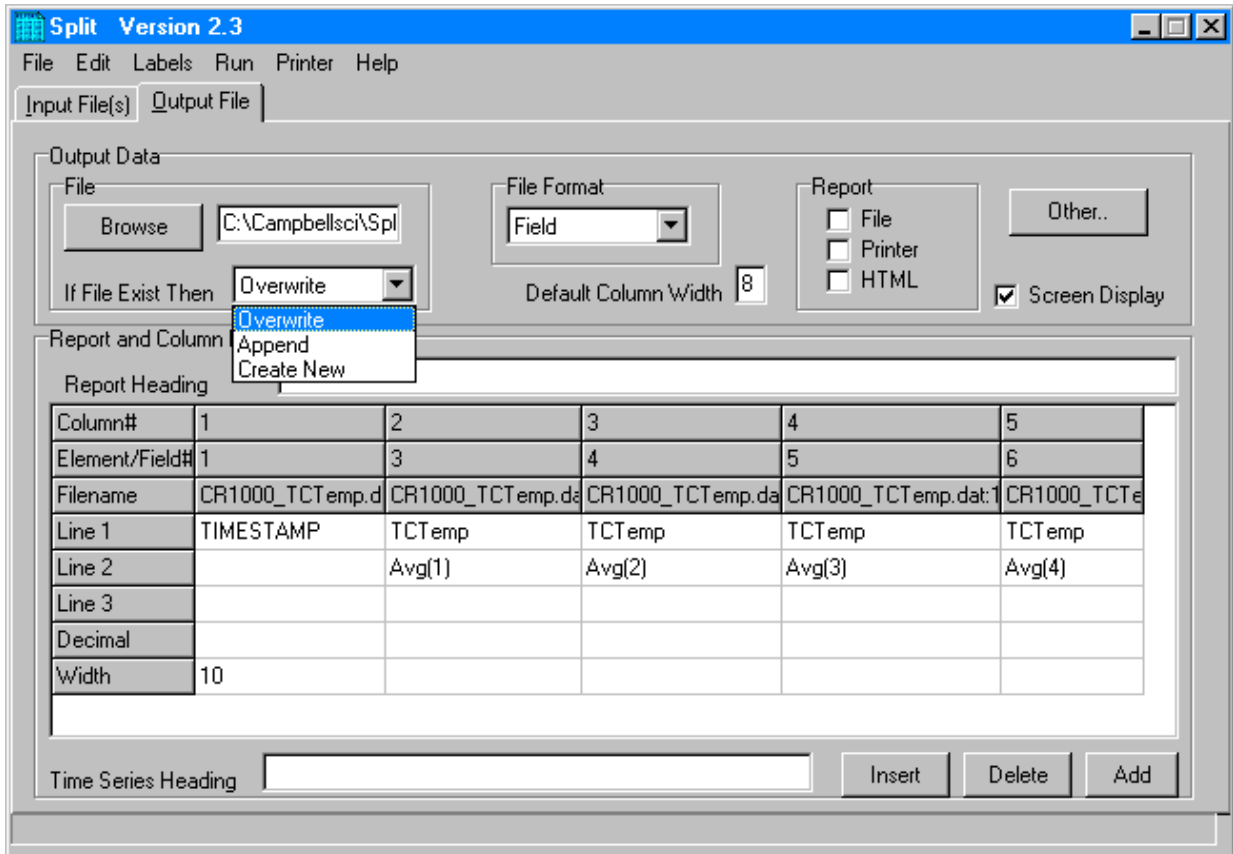 Split Version 2.3
File Edit Labels Run Printer Help
Input File(s) Output File
Output Data
File File Format Report
Browse C:\Campbellsci\Spl Field File Other..
Printer
If File Exist Then Overwrite Default Column Width 8 HTML Screen Display
Overwrite
Report and Column
Append
Create New
Report Heading
Column# 1 2 3 4 5
Element/Field# 1 3 4 5 6
Filename CR1000_TCTemp.d CR1000_TCTemp.da CR1000_TCTemp.da CR1000_TCTemp.dat:1 CR1000_TCTe
Line 1 TIMESTAMP TCTemp TCTemp TCTemp TCTemp
Line 2 Avg(1) Avg(2) Avg(3) Avg(4)
Line 3
Decimal
Width 10
Time Series Heading Insert Delete Add